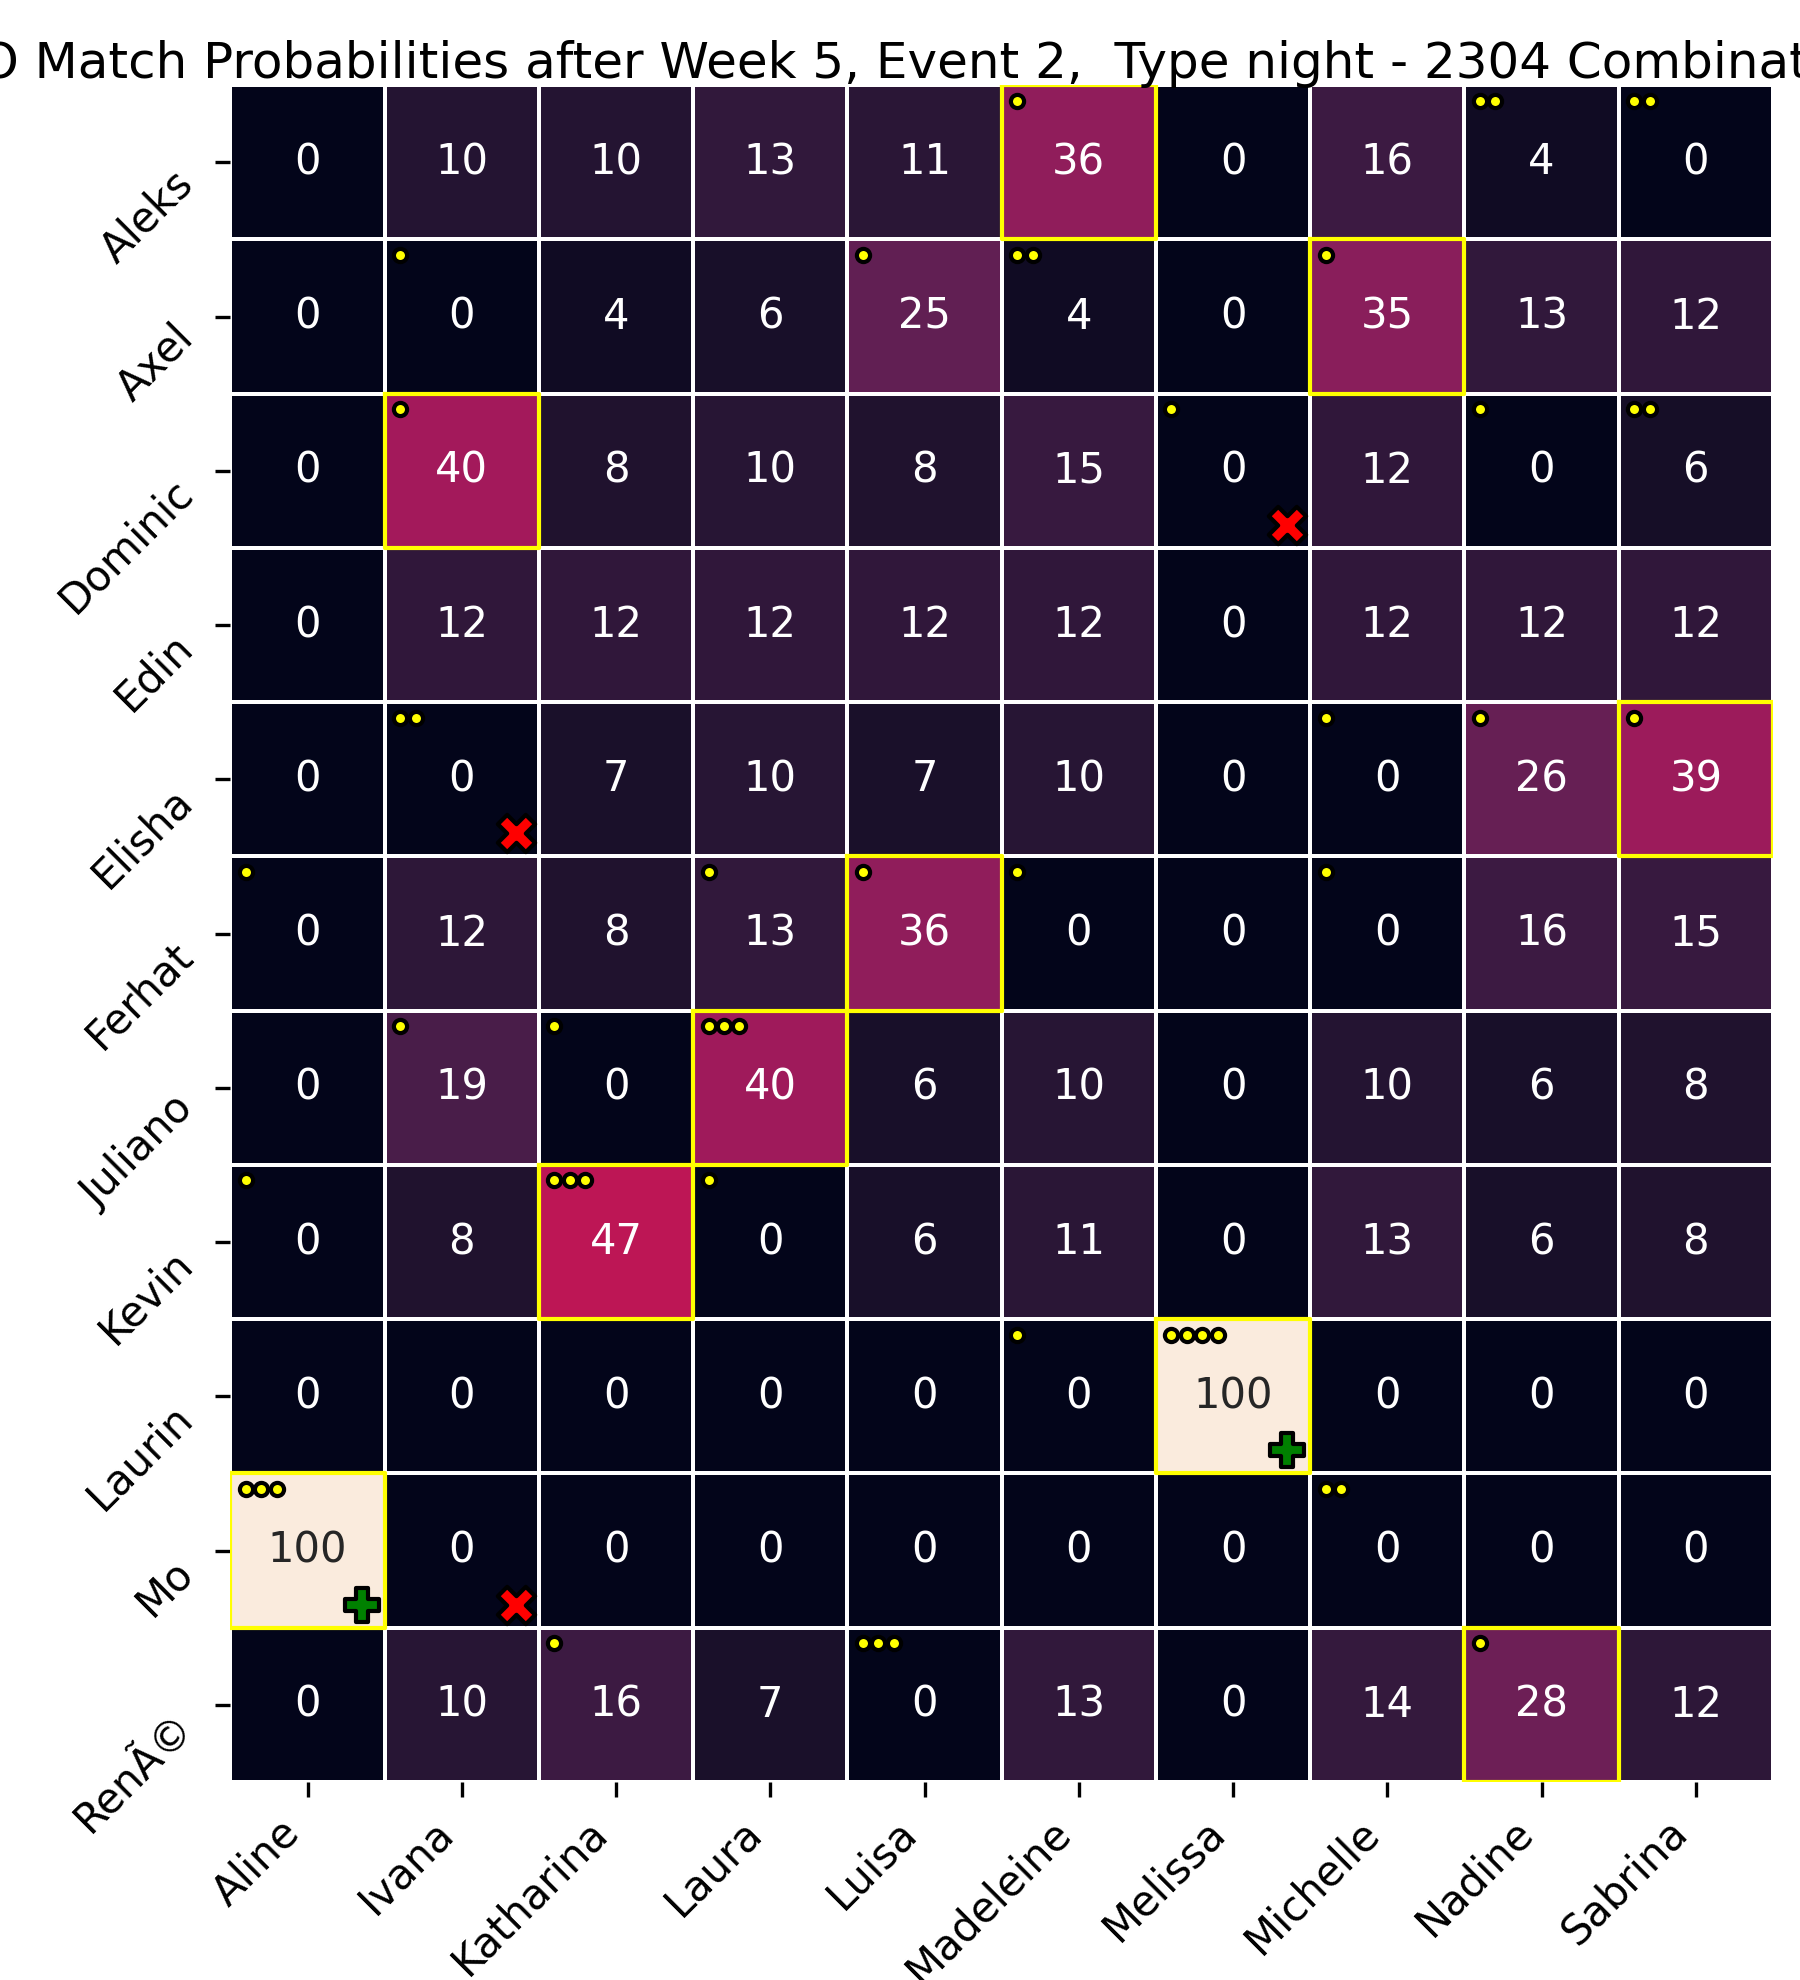 Match Probabilities after Week 5, Event 2, Type night - 2304
Aleks 0 10 10 13 11 36 0 16 4 0
Axel 0 0 4 6 25 4 0 35 13 12
Dominic 0 40 8 10 8 15 0 12 0 6
Edin 0 12 12 12 12 12 0 12 12 12
Elisha 0 0 7 10 7 10 0 0 26 39
Ferhat 0 12 8 13 36 0 0 0 16 15
Juliano 0 19 0 40 6 10 0 10 6 8
Kevin 0 8 47 0 6 11 0 13 6 8
Laurin 0 0 0 0 0 0 100 0 0 0
Mo 100 0 0 0 0 0 0 0 0 0
RenÃ© 0 10 16 7 0 13 0 14 28 12
Aline Ivana Katharina Laura Luisa Madeleine Melissa Michelle Nadine Sabrina